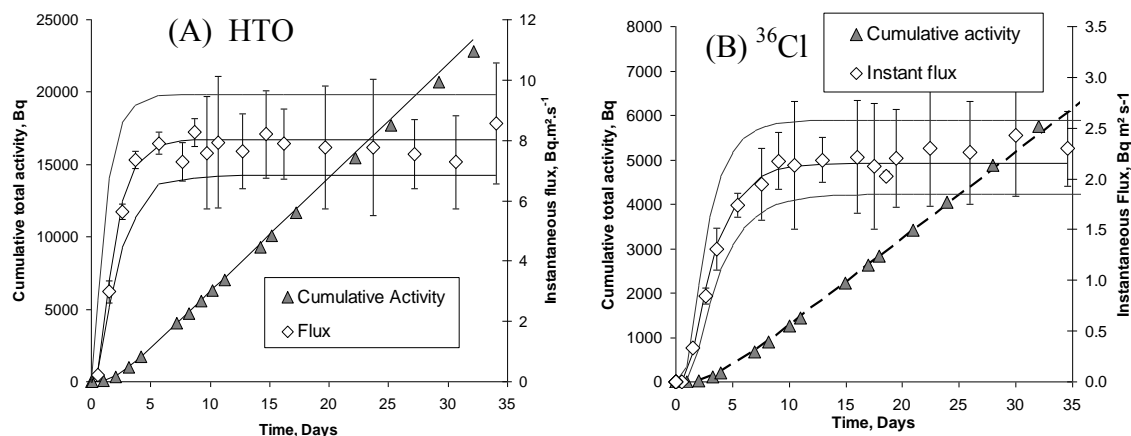 (A) HTO
Cumulative total activity, Bq
25000
20000
15000
10000
5000
0
12
10
8
6
4
2
0
Instantaneous flux, Bq.m².s⁻¹
Cumulative Activity
Flux
0 5 10 15 20 25 30 35
Time, Days
(B) ³⁶Cl
Cumulative total activity, Bq
8000
7000
6000
5000
4000
3000
2000
1000
0
Cumulative activity
Instant flux
3.5
3.0
2.5
2.0
1.5
1.0
0.5
0.0
Instantaneous Flux, Bq m² s-1
0 5 10 15 20 25 30 35
Time, Days